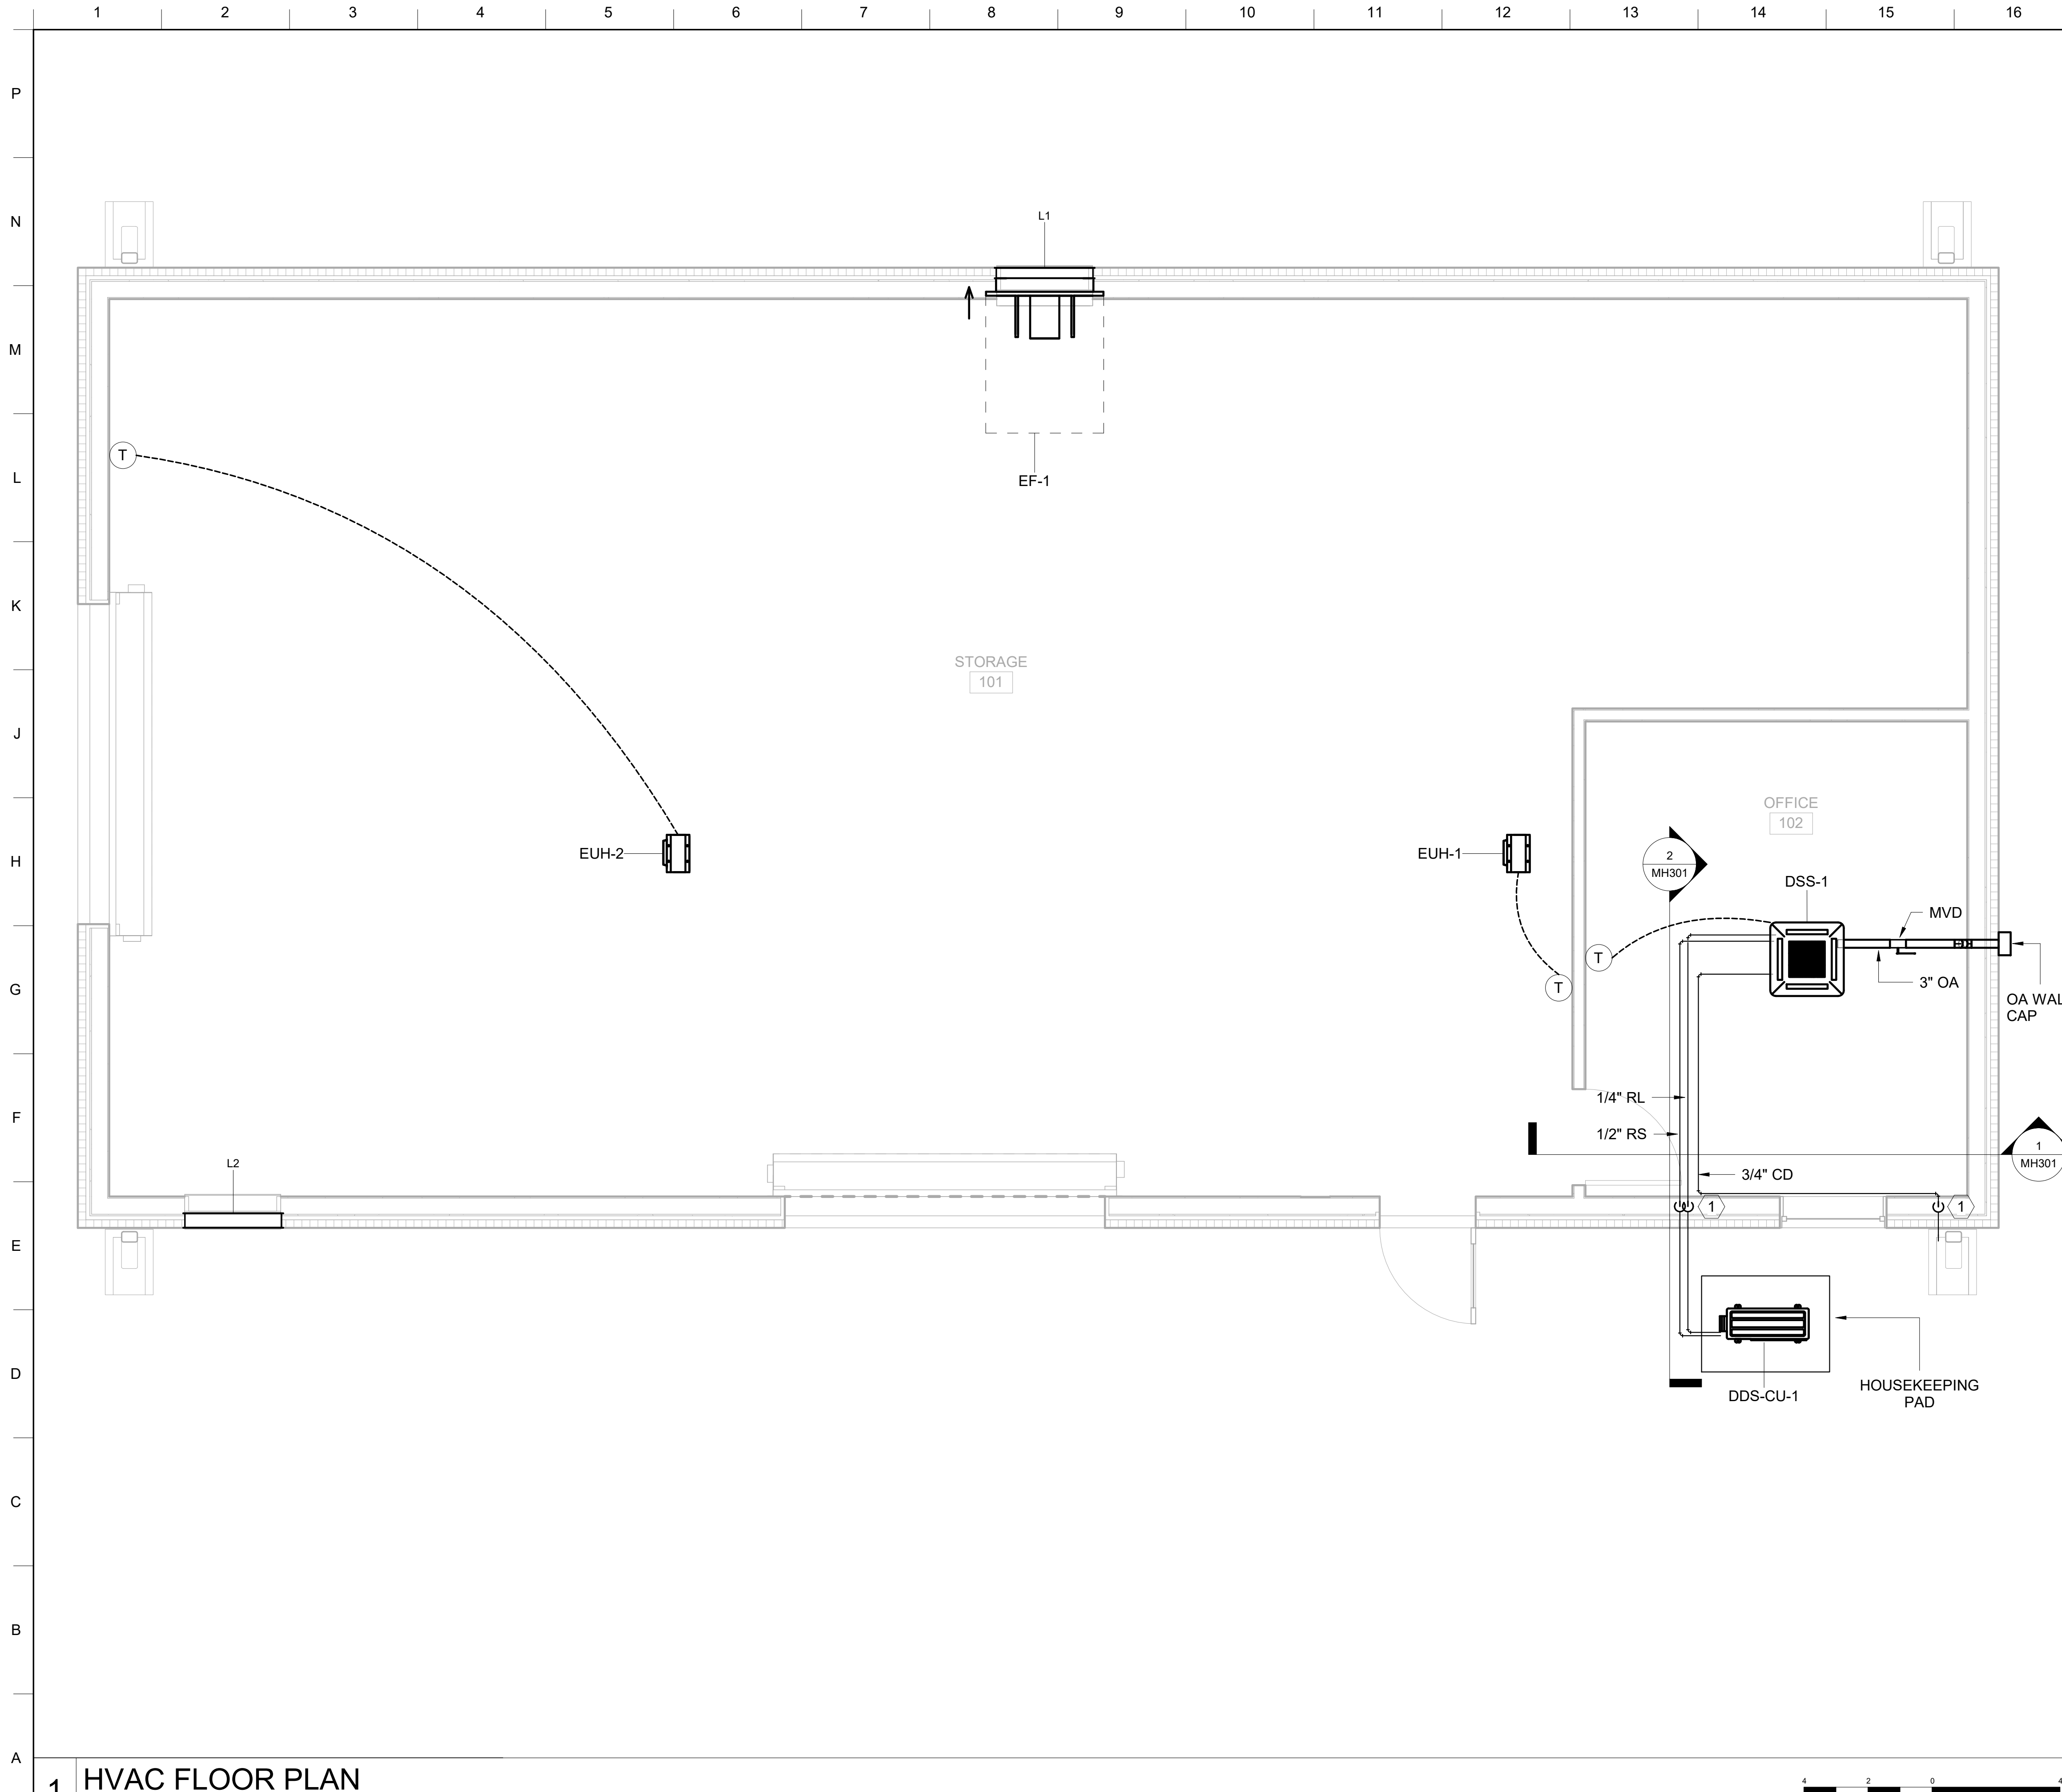 1 2 3 4 5 6 7 8 9 10 11 12 13 14 15 16
P
N
L1
M
T
L
EF-1
K
STORAGE
101
J
OFFICE
102
H
EUH-2
EUH-1
2
MH301
DSS-1
MVD
T
T
G
3" OA
OA WAL
CAP
F
1/4" RL
1/2" RS
1
MH301
L2
3/4" CD
1
1
E
D
DDS-CU-1
HOUSEKEEPING
PAD
C
B
A
1
HVAC FLOOR PLAN
4 2 0 4